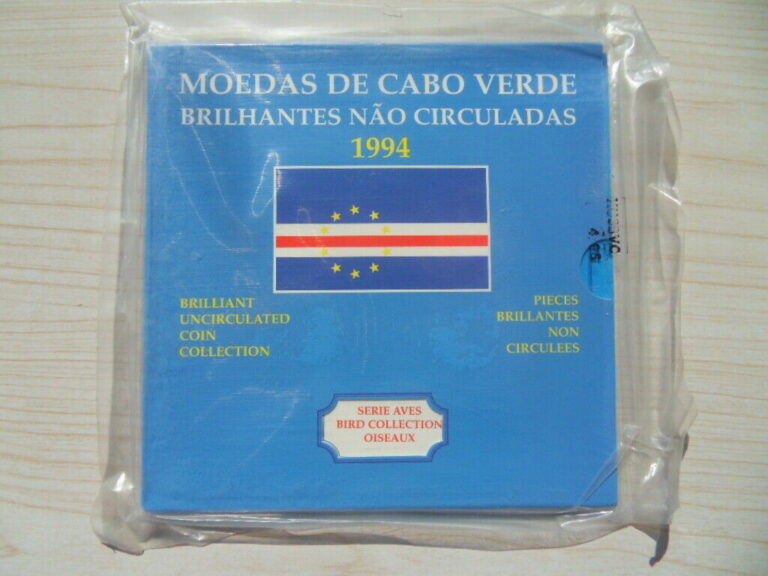 MOEDAS DE CABO VERDE
BRILHANTES NÃO CIRCULADAS
1994
BRILLIANT
UNCIRCULATED
COIN
COLLECTION
PIECES
BRILLANTES
NON
CIRCULEES
SERIE AVES
BIRD COLLECTION
OISEAUX